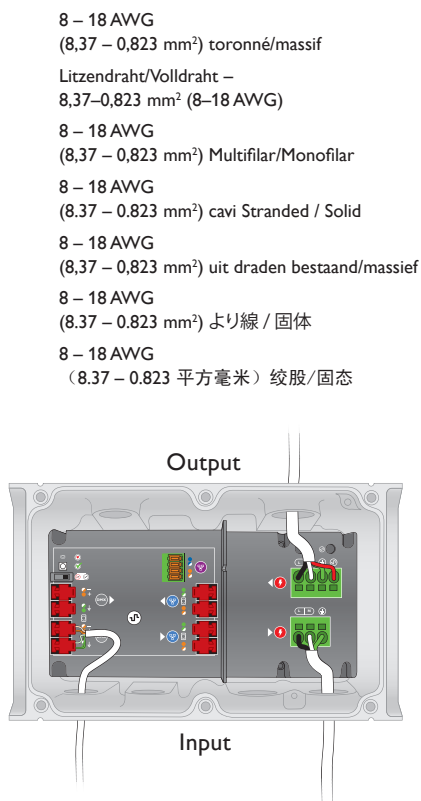 8 – 18 AWG
(8,37 – 0,823 mm²) toronné/massif
Litzendraht/Volldraht –
8,37–0,823 mm² (8–18 AWG)
8 – 18 AWG
(8,37 – 0,823 mm²) Multifilar/Monofilar
8 – 18 AWG
(8.37 – 0.823 mm²) cavi Stranded / Solid
8 – 18 AWG
(8,37 – 0,823 mm²) uit draden bestaand/massief
8 – 18 AWG
(8.37 – 0.823 mm²) より線 / 固体
8 – 18 AWG
（8.37 – 0.823 平方毫米）绞股/固态
Output
Input